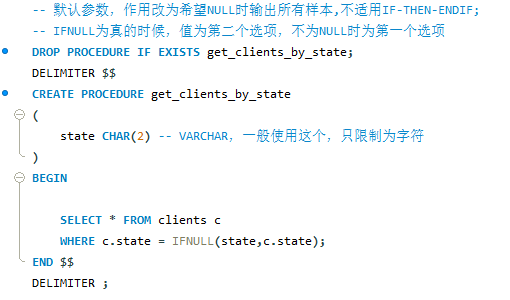 -- 默认参数，作用改为希望NULL时输出所有样本,不适用IF-THEN-ENDIF;
-- IFNULL为真的时候，值为第二个选项，不为NULL时为第一个选项
DROP PROCEDURE IF EXISTS get_clients_by_state;
DELIMITER $$
CREATE PROCEDURE get_clients_by_state
(
state CHAR(2) -- VARCHAR，一般使用这个，只限制为字符
)
BEGIN
SELECT * FROM clients c
WHERE c.state = IFNULL(state,c.state);
END $$
DELIMITER ;